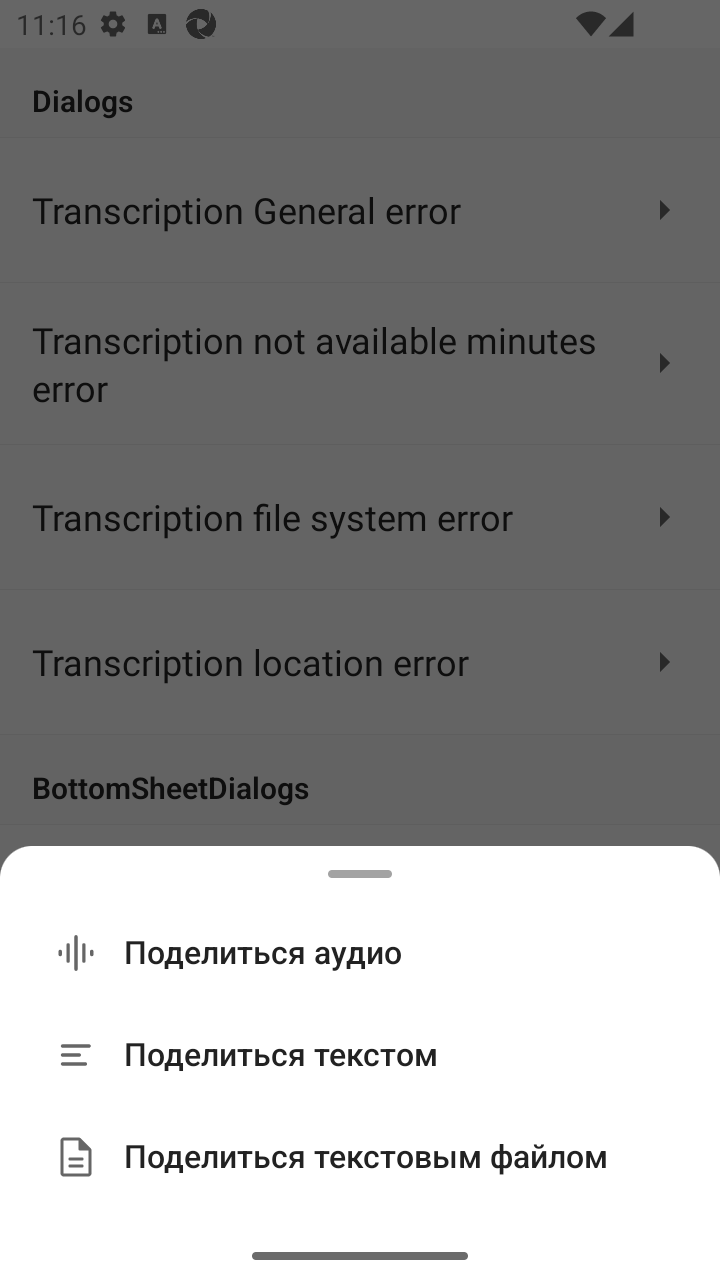 11:16
Dialogs
Transcription General error
Transcription not available minutes
error
Transcription file system error
Transcription location error
BottomSheetDialogs
Поделиться аудио
Поделиться текстом
Поделиться текстовым файлом